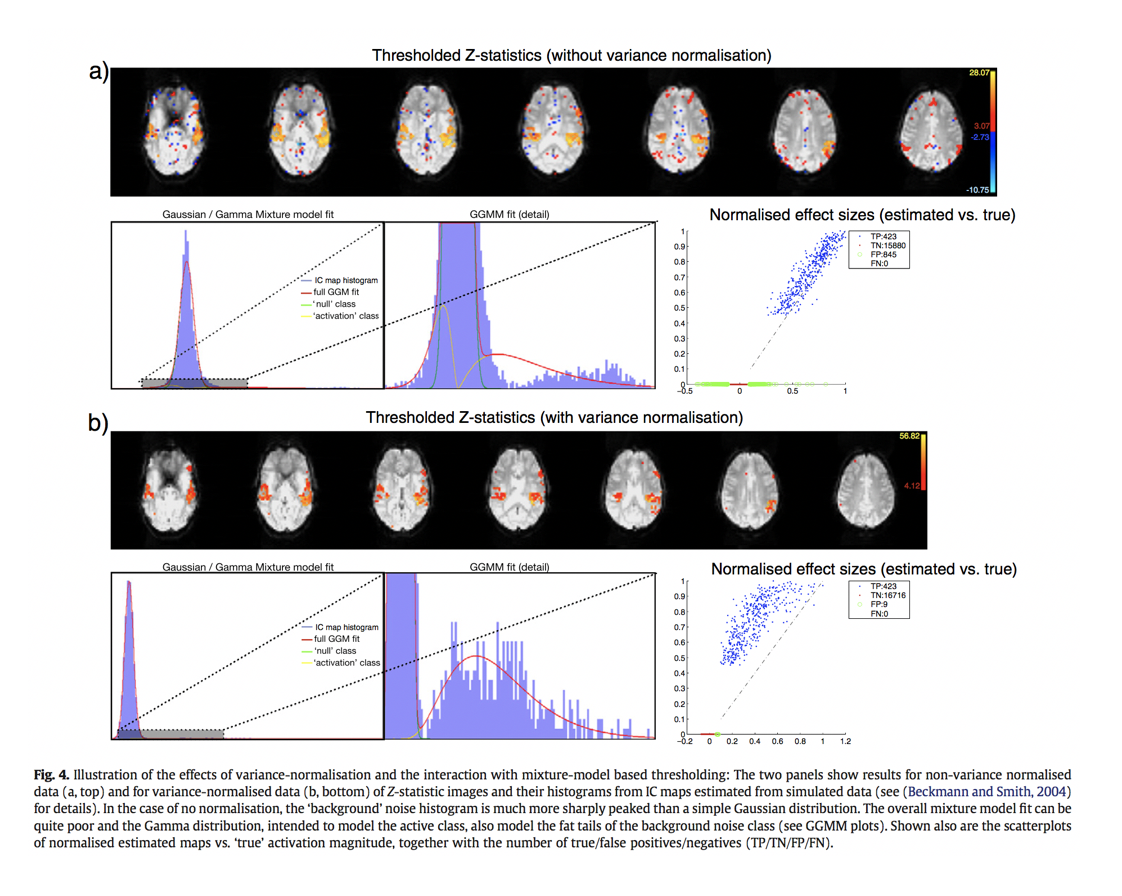 Thresholded Z-statistics (without variance normalisation)
a)
28.07
3.07
-2.73
-10.75
Gaussian / Gamma Mixture model fit
GGMM fit (detail)
Normalised effect sizes (estimated vs. true)
IC map histogram
full GGM fit
‘null’ class
‘activation’ class
1
0.9
0.8
0.7
0.6
0.5
0.4
0.3
0.2
0.1
0
−0.5
0
0.5
1
TP:423
TN:15880
FP:845
FN:0
b)
Thresholded Z-statistics (with variance normalisation)
56.82
4.12
Gaussian / Gamma Mixture model fit
GGMM fit (detail)
Normalised effect sizes (estimated vs. true)
IC map histogram
full GGM fit
‘null’ class
‘activation’ class
1
0.9
0.8
0.7
0.6
0.5
0.4
0.3
0.2
0.1
0
−0.2
0
0.2
0.4
0.6
0.8
1
1.2
TP:423
TN:16716
FP:9
FN:0
Fig. 4. Illustration of the effects of variance-normalisation and the interaction with mixture-model based thresholding: The two panels show results for non-variance normalised
data (a, top) and for variance-normalised data (b, bottom) of Z-statistic images and their histograms from IC maps estimated from simulated data (see (Beckmann and Smith, 2004)
for details). In the case of no normalisation, the ‘background’ noise histogram is much more sharply peaked than a simple Gaussian distribution. The overall mixture model fit can be
quite poor and the Gamma distribution, intended to model the active class, also model the fat tails of the background noise class (see GGMM plots). Shown also are the scatterplots
of normalised estimated maps vs. ‘true’ activation magnitude, together with the number of true/false positives/negatives (TP/TN/FP/FN).